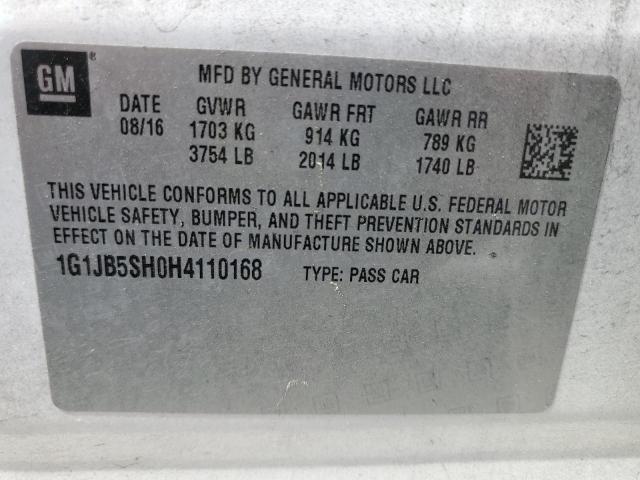 GM®
MFD BY GENERAL MOTORS LLC
DATE GVWR GAWR FRT GAWR RR
08/16 1703 KG 914 KG 789 KG
3754 LB 2014 LB 1740 LB
THIS VEHICLE CONFORMS TO ALL APPLICABLE U.S. FEDERAL MOTOR
VEHICLE SAFETY, BUMPER, AND THEFT PREVENTION STANDARDS IN
EFFECT ON THE DATE OF MANUFACTURE SHOWN ABOVE.
1G1JB5SH0H4110168 TYPE: PASS CAR